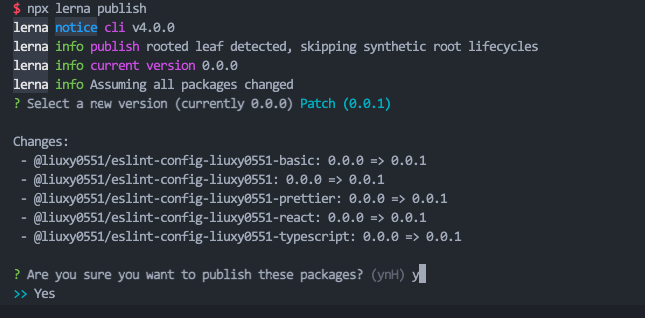 $ npx lerna publish
lerna notice cli v4.0.0
lerna info publish rooted leaf detected, skipping synthetic root lifecycles
lerna info current version 0.0.0
lerna info Assuming all packages changed
? Select a new version (currently 0.0.0) Patch (0.0.1)
Changes:
- @liuxy0551/eslint-config-liuxy0551-basic: 0.0.0 => 0.0.1
- @liuxy0551/eslint-config-liuxy0551: 0.0.0 => 0.0.1
- @liuxy0551/eslint-config-liuxy0551-prettier: 0.0.0 => 0.0.1
- @liuxy0551/eslint-config-liuxy0551-react: 0.0.0 => 0.0.1
- @liuxy0551/eslint-config-liuxy0551-typescript: 0.0.0 => 0.0.1
? Are you sure you want to publish these packages? (ynH) y
>> Yes